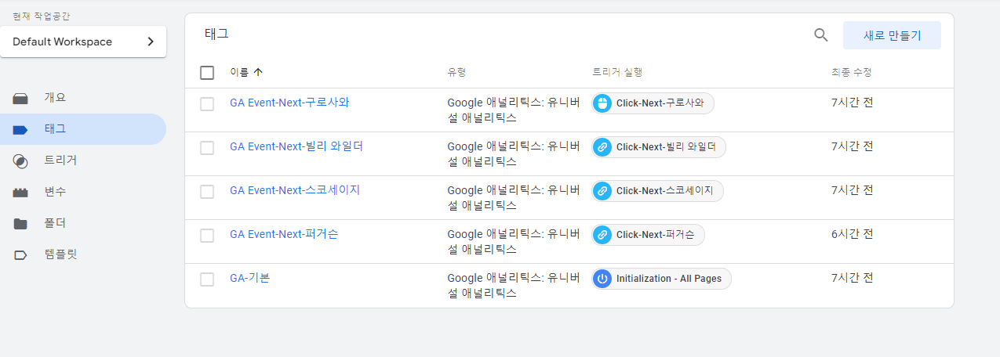 현재 작업공간
Default Workspace
개요
태그
트리거
변수
폴더
템플릿
태그
새로 만들기
이름 유형 트리거 실행 최종 수정
GA Event-Next-구로사와 Google 애널리틱스: 유니버 Click-Next-구로사와 7시간 전
설 애널리틱스
GA Event-Next-빌리 와일더 Google 애널리틱스: 유니버 Click-Next-빌리 와일더 7시간 전
설 애널리틱스
GA Event-Next-스코세이지 Google 애널리틱스: 유니버 Click-Next-스코세이지 7시간 전
설 애널리틱스
GA Event-Next-퍼거슨 Google 애널리틱스: 유니버 Click-Next-퍼거슨 6시간 전
설 애널리틱스
GA-기본 Google 애널리틱스: 유니버 Initialization - All Pages 7시간 전
설 애널리틱스